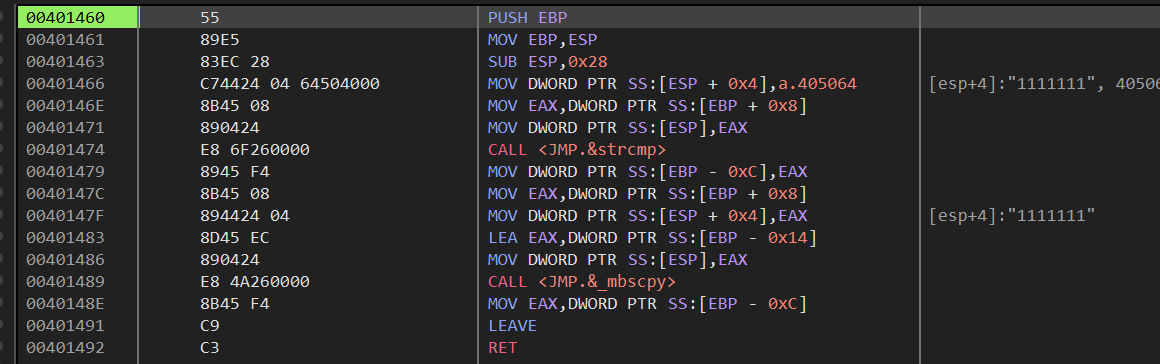 00401460 55 PUSH EBP
00401461 89E5 MOV EBP,ESP
00401463 83EC 28 SUB ESP,0x28
00401466 C74424 04 64504000 MOV DWORD PTR SS:[ESP + 0x4],a.405064 [esp+4]:"1111111", 40506
0040146E 8B45 08 MOV EAX,DWORD PTR SS:[EBP + 0x8]
00401471 890424 MOV DWORD PTR SS:[ESP],EAX
00401474 E8 6F260000 CALL <JMP.&strcmp>
00401479 8945 F4 MOV DWORD PTR SS:[EBP - 0xC],EAX
0040147C 8B45 08 MOV EAX,DWORD PTR SS:[EBP + 0x8]
0040147F 894424 04 MOV DWORD PTR SS:[ESP + 0x4],EAX [esp+4]:"1111111"
00401483 8D45 EC LEA EAX,DWORD PTR SS:[EBP - 0x14]
00401486 890424 MOV DWORD PTR SS:[ESP],EAX
00401489 E8 4A260000 CALL <JMP.&_mbscpy>
0040148E 8B45 F4 MOV EAX,DWORD PTR SS:[EBP - 0xC]
00401491 C9 LEAVE
00401492 C3 RET